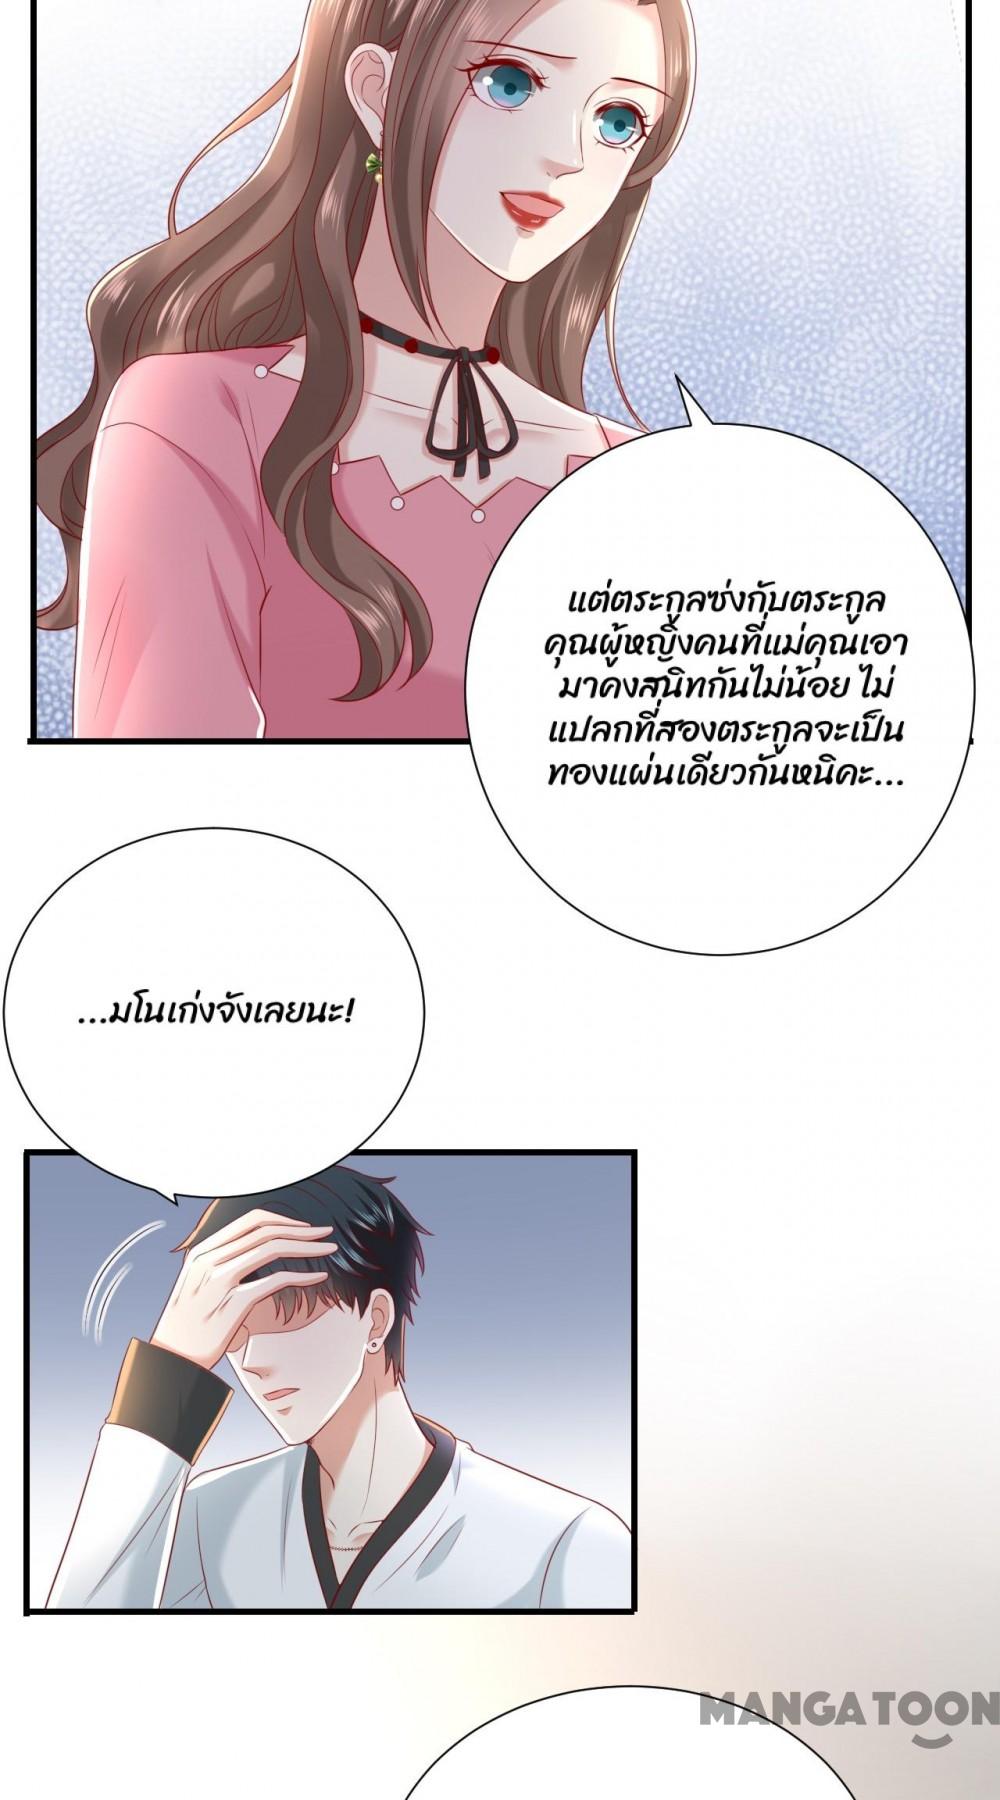 แต่ตระกูลซ่งกับตระกูล
คุณผู้หญิงคนที่แม่คุณเอา
มาคงสนิทกันไม่น้อย ไม่
แปลกที่สองตระกูลจะเป็น
ทองแผ่นเดียวกันหนิคะ...
...มโนเก่งจังเลยนะ!
MANGATOON